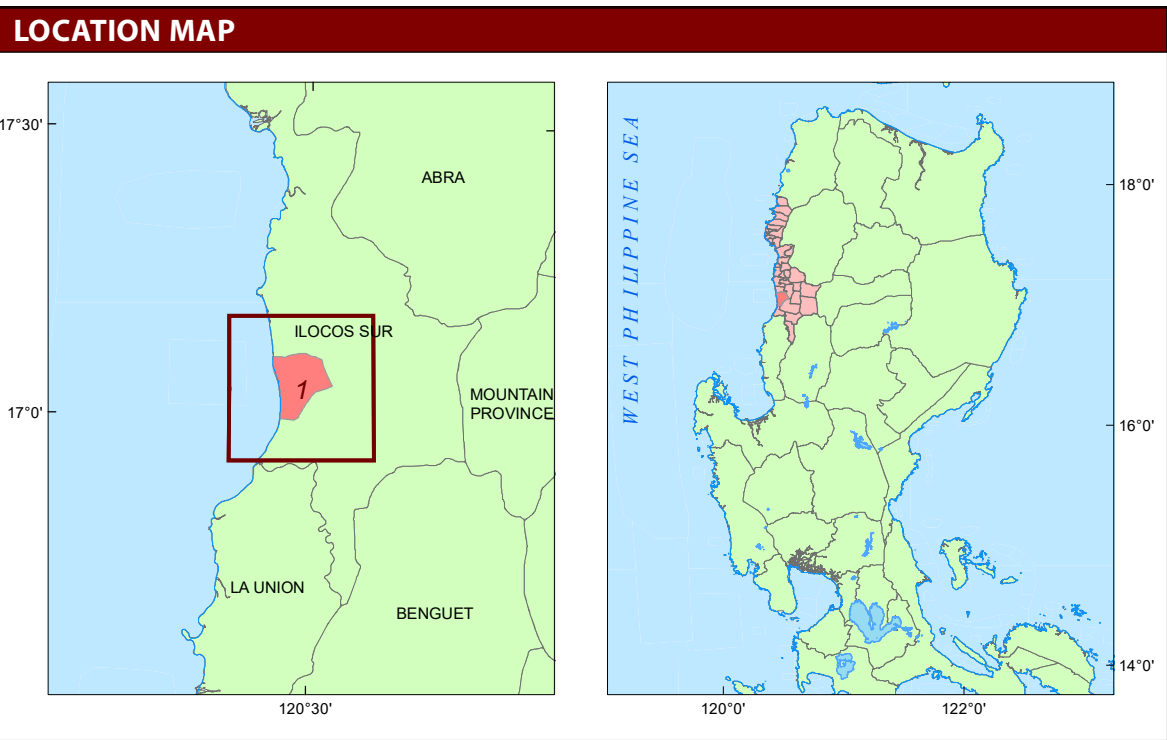 LOCATION MAP
17°30'
ABRA
ILOCOS SUR
1
17°0'
MOUNTAIN
PROVINCE
LA UNION
BENGUET
120°30'
WEST PHILIPPINE SEA
18°0'
16°0'
14°0'
120°0'
122°0'